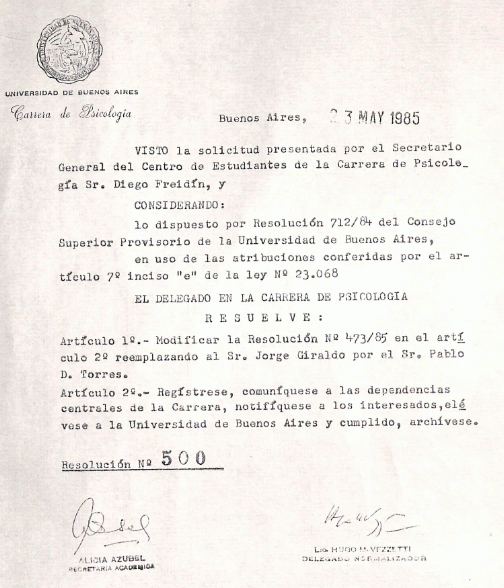 UNIVERSIDAD DE BUENOS AIRES
Carrera de Psicología
Buenos Aires, 23 MAY 1985
VISTO la solicitud presentada por el Secretario
General del Centro de Estudiantes de la Carrera de Psicolo_
gía Sr. Diego Freidín, y
CONSIDERANDO:
lo dispuesto por Resolución 712/84 del Consejo
Superior Provisorio de la Universidad de Buenos Aires,
en uso de las atribuciones conferidas por el ar-
tículo 7º inciso "e" de la ley Nº 23.068
EL DELEGADO EN LA CARRERA DE PSICOLOGIA
R E S U E L V E :
Artículo 1º.- Modificar la Resolución Nº 473/85 en el artí
culo 2º reemplazando al Sr. Jorge Giraldo por el Sr. Pablo
D. Torres.
Artículo 2º.- Regístrese, comuníquese a las dependencias
centrales de la Carrera, notifíquese a los interesados,elé
vese a la Universidad de Buenos Aires y cumplido, archívese.
Resolución Nº 500
ALICIA AZUBEL
SECRETARIA ACADEMICA
Lic. HUGO M. VEZZETTI
DELEGADO NORMALIZADOR